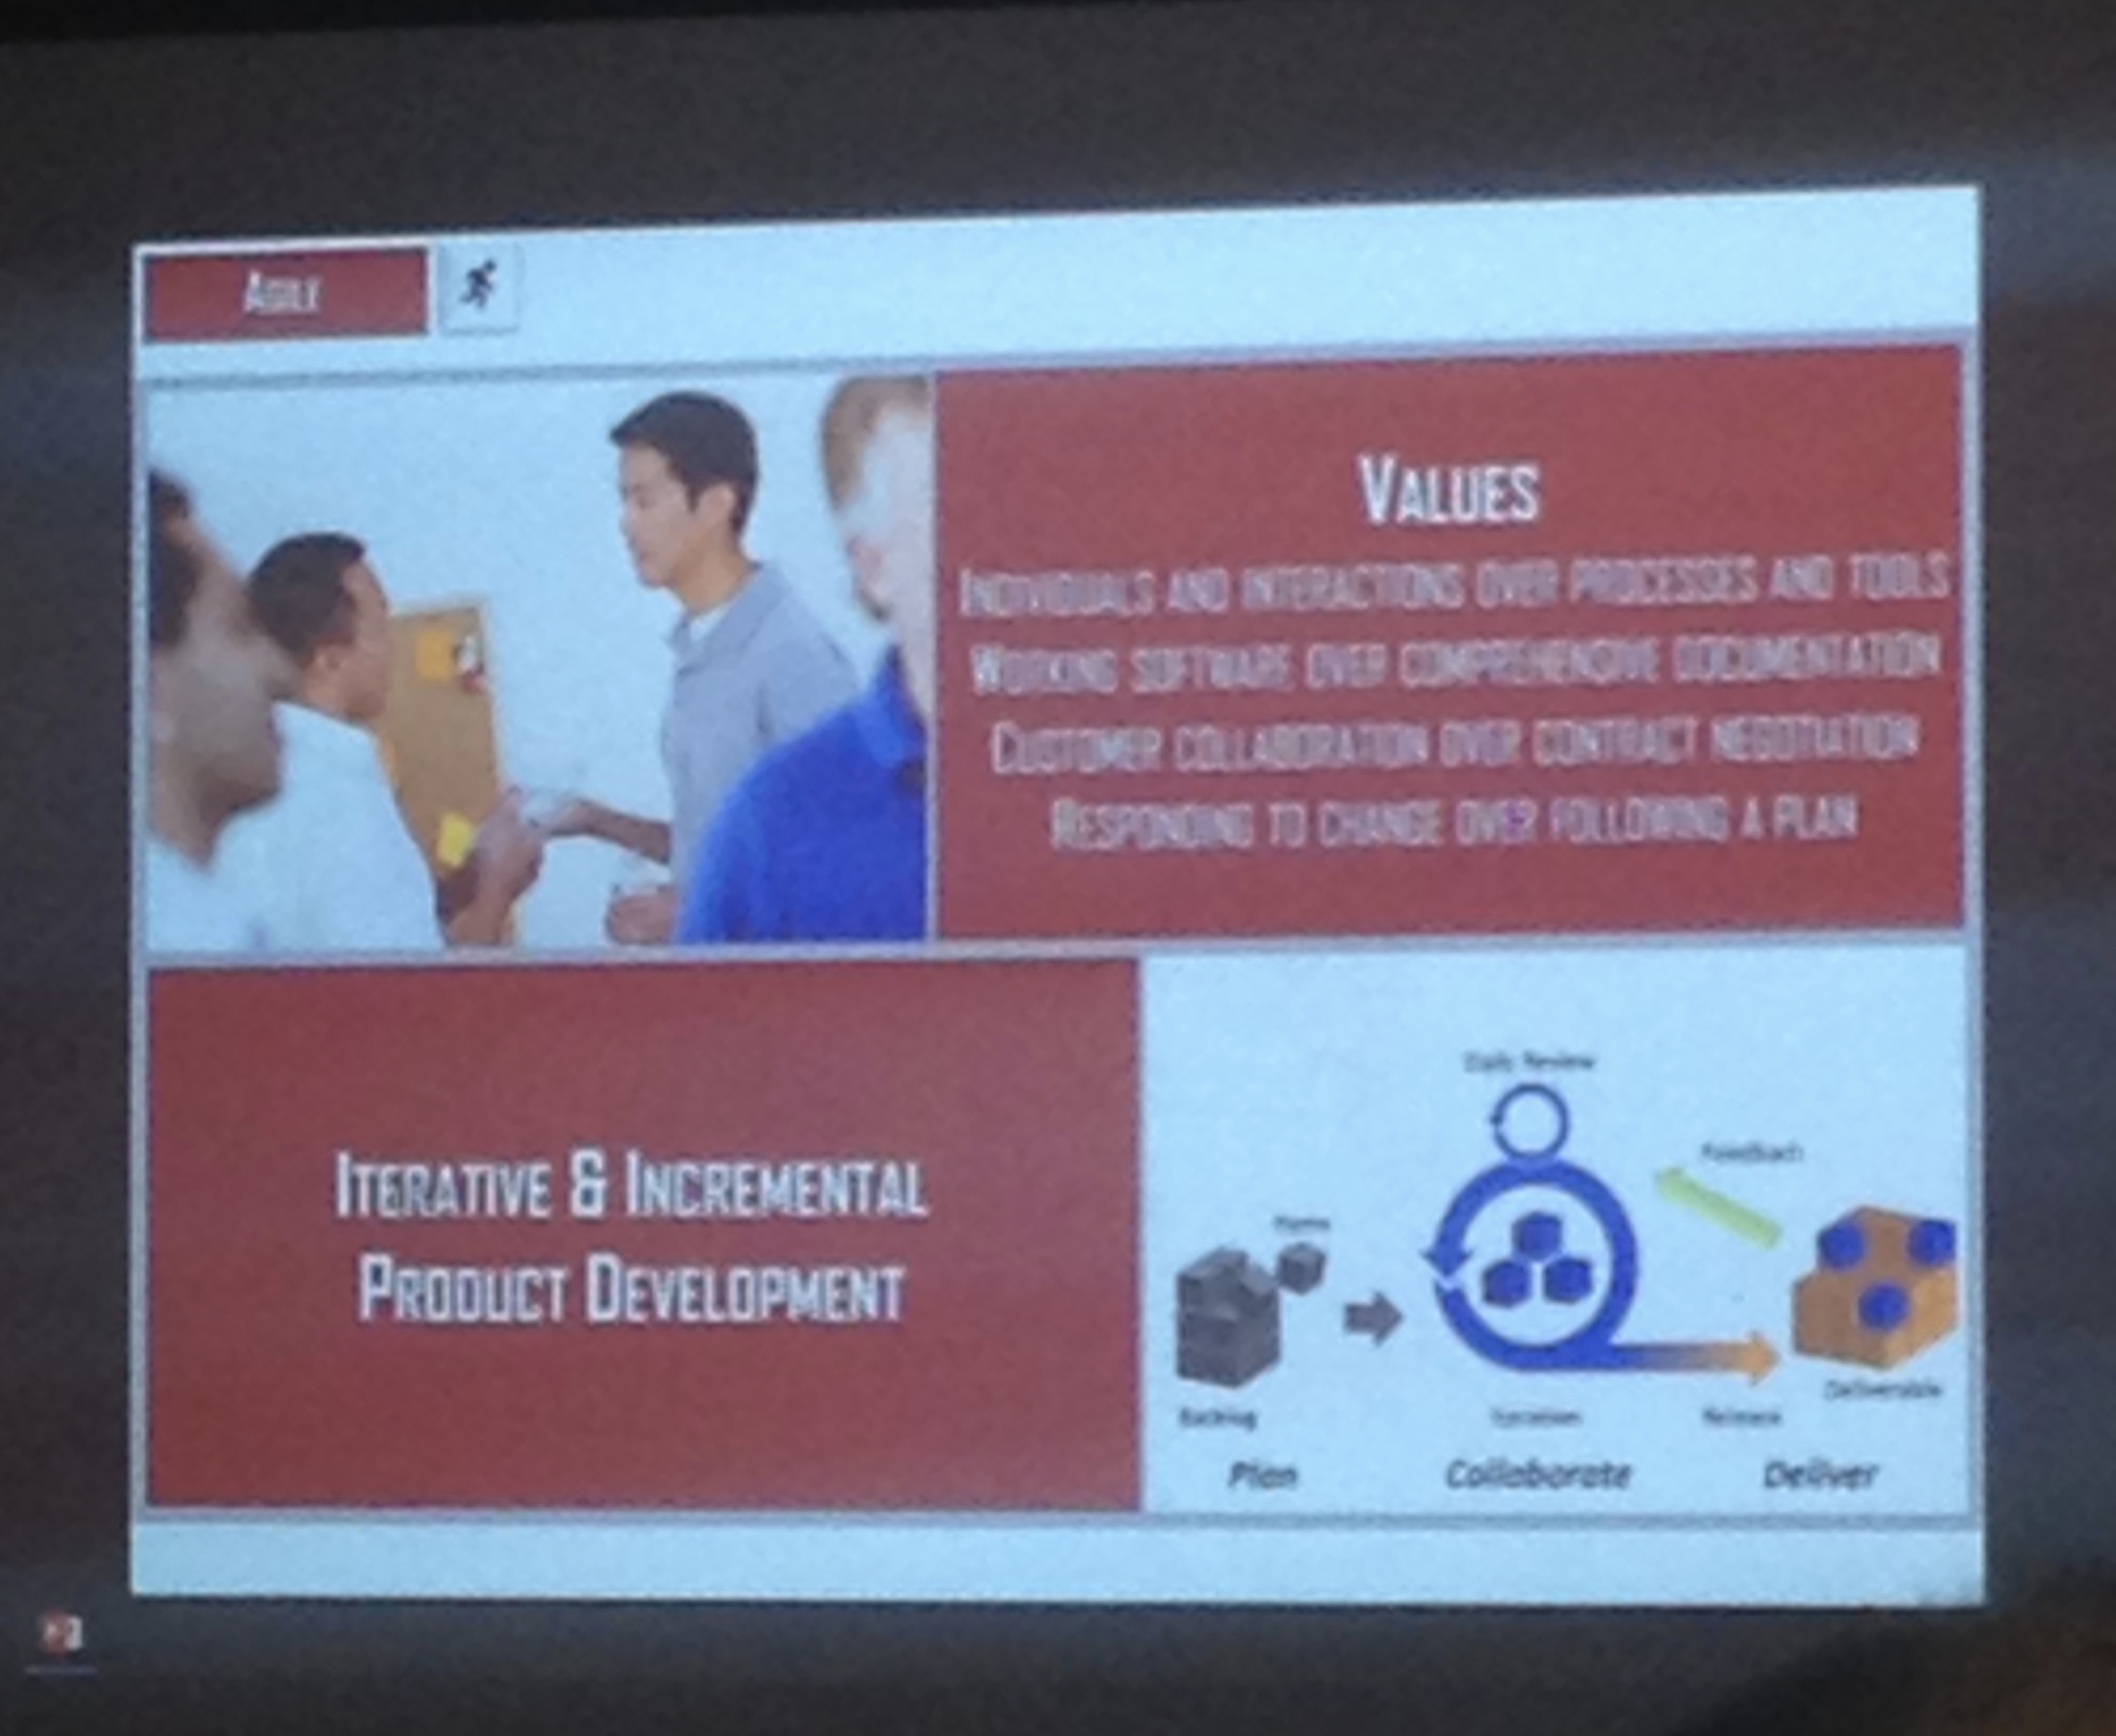 AGILE
VALUES
INDIVIDUALS AND INTERACTIONS OVER PROCESSES AND TOOLS
WORKING SOFTWARE OVER COMPREHENSIVE DOCUMENTATION
CUSTOMER COLLABORATION OVER CONTRACT NEGOTIATION
RESPONDING TO CHANGE OVER FOLLOWING A PLAN
ITERATIVE & INCREMENTAL
PRODUCT DEVELOPMENT
Daily Review
Feedback
Items
Deliverable
Backlog
Iteration
Release
Plan
Collaborate
Deliver